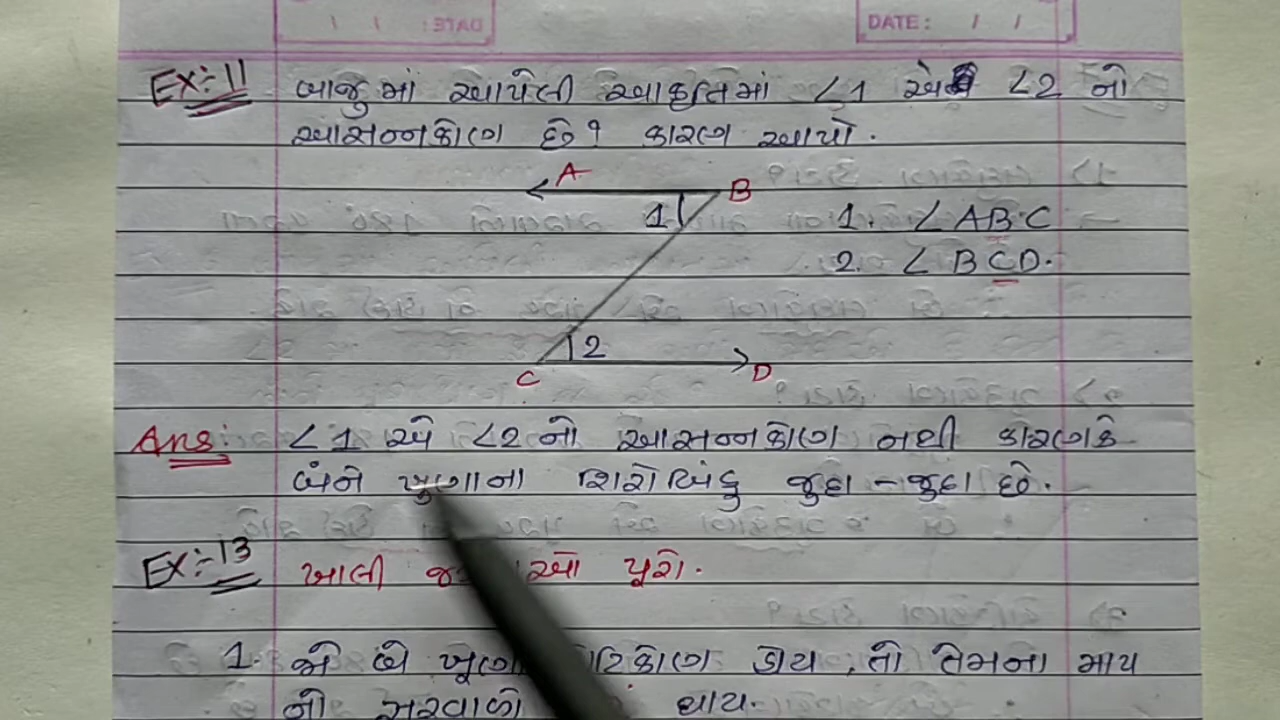 DATE: / /
Ex:-11 બાજુમાં આપેલી આકૃતિમાં ∠1 એ ∠2 નો
આસન્નકોણ છે? કારણ આપો.
A B
1 1. ∠ABC
2. ∠BCD.
2
C D
Ans: ∠1 એ ∠2 નો આસન્નકોણ નથી કારણકે
બંને ખુણાના શિરોબિંદુ જુદા-જુદા છે.
Ex:-13 ખાલી પૂરો.
1. જો બે કોણ હોય, તો તેમના માપ
નો સરવાળો થાય.